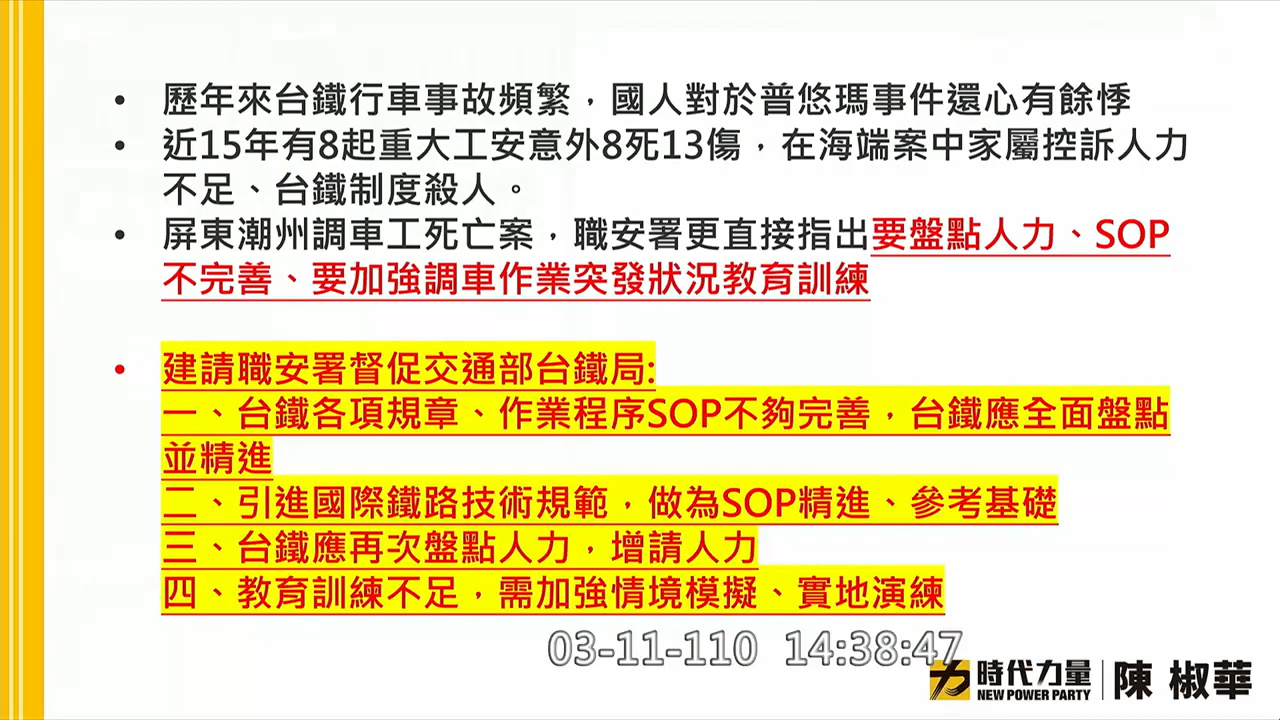 • 歷年來台鐵行車事故頻繁，國人對於普悠瑪事件還心有餘悸
• 近15年有8起重大工安意外8死13傷，在海端案中家屬控訴人力
不足、台鐵制度殺人。
• 屏東潮州調車工死亡案，職安署更直接指出要盤點人力、SOP
不完善、要加強調車作業突發狀況教育訓練
• 建請職安署督促交通部台鐵局:
一、台鐵各項規章、作業程序SOP不夠完善，台鐵應全面盤點
並精進
二、引進國際鐵路技術規範，做為SOP精進、參考基礎
三、台鐵應再次盤點人力，增請人力
四、教育訓練不足，需加強情境模擬、實地演練
03-11-110 14:38:47
力 時代力量 陳 椒華
NEW POWER PARTY